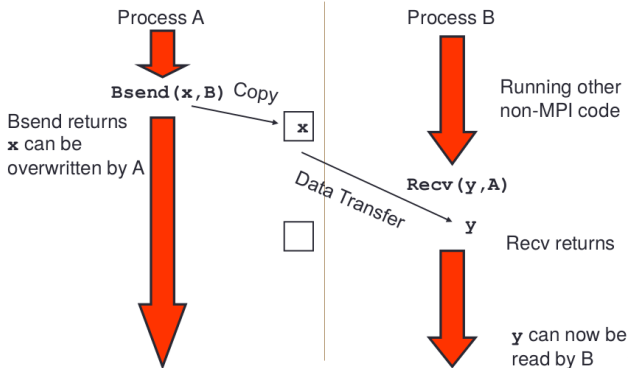 Process A
Process B
Bsend(x,B)
Copy
Running other
non-MPI code
Bsend returns
x can be
overwritten by A
x
Data Transfer
Recv(y,A)
y
Recv returns
y can now be
read by B